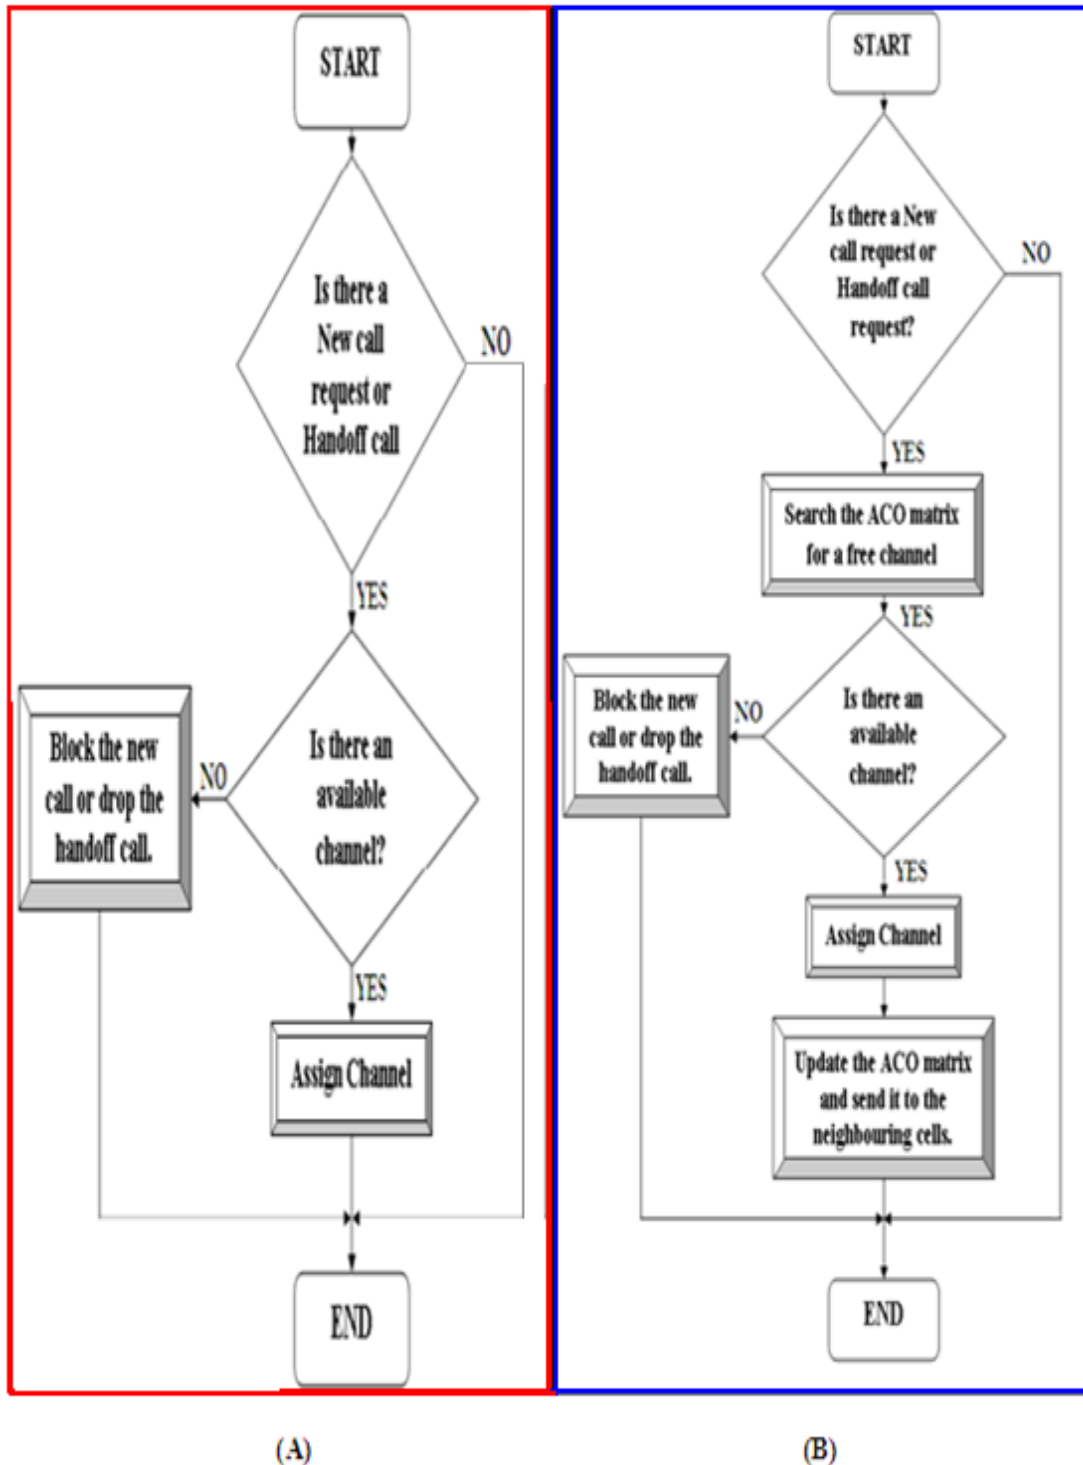 START
Is there a
New call
request or
Handoff call
NO
YES
Is there an
available
channel?
NO
Block the new
call or drop the
handoff call.
YES
Assign Channel
END
(A)
START
Is there a New
call request or
Handoff call
request?
NO
YES
Search the ACO matrix
for a free channel
YES
Is there an
available
channel?
NO
Block the new
call or drop the
handoff call.
YES
Assign Channel
Update the ACO matrix
and send it to the
neighbouring cells.
END
(B)